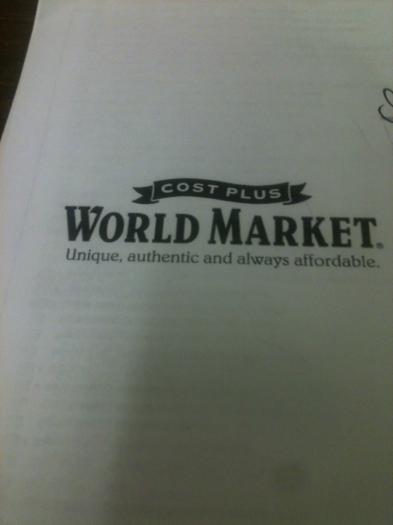 COST PLUS
WORLD MARKET®
Unique, authentic and always affordable.